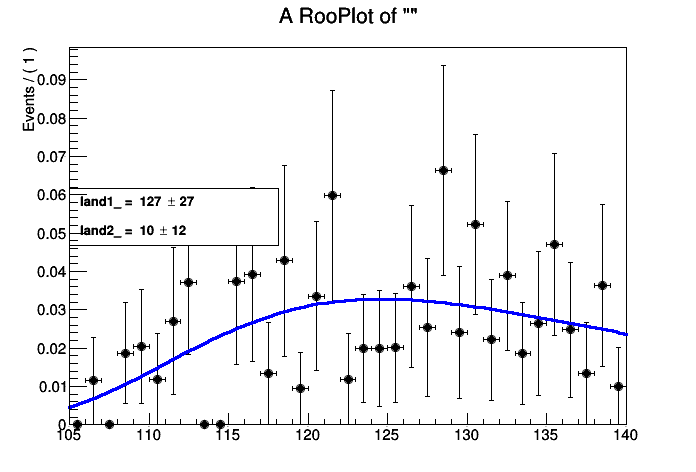 A RooPlot of ""
Events / ( 1 )
0.09
0.08
0.07
0.06
0.05
0.04
0.03
0.02
0.01
0
land1_ = 127 ± 27
land2_ = 10 ± 12
105 110 115 120 125 130 135 140